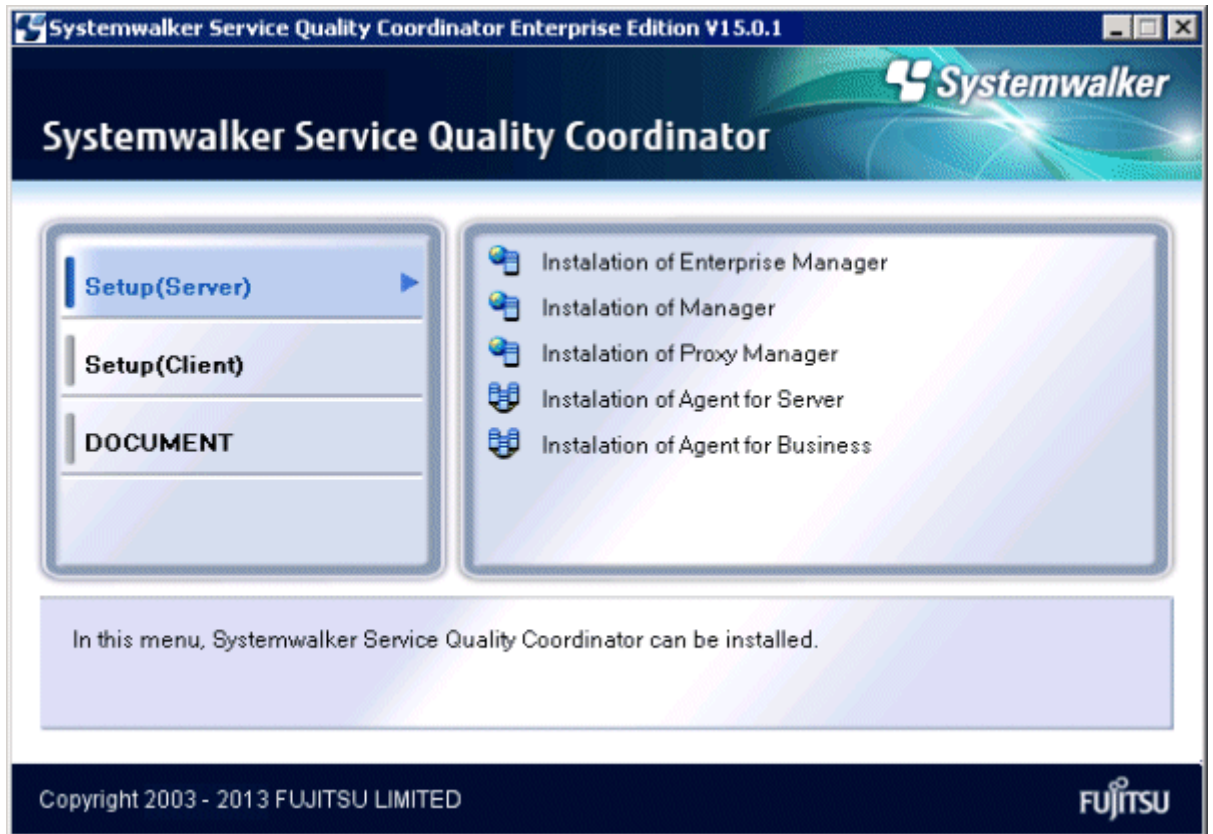 Systemwalker Service Quality Coordinator Enterprise Edition V15.0.1
Systemwalker
Systemwalker Service Quality Coordinator
Setup(Server)
Setup(Client)
DOCUMENT
Instalation of Enterprise Manager
Instalation of Manager
Instalation of Proxy Manager
Instalation of Agent for Server
Instalation of Agent for Business
In this menu, Systemwalker Service Quality Coordinator can be installed.
Copyright 2003 - 2013 FUJITSU LIMITED
FUJITSU